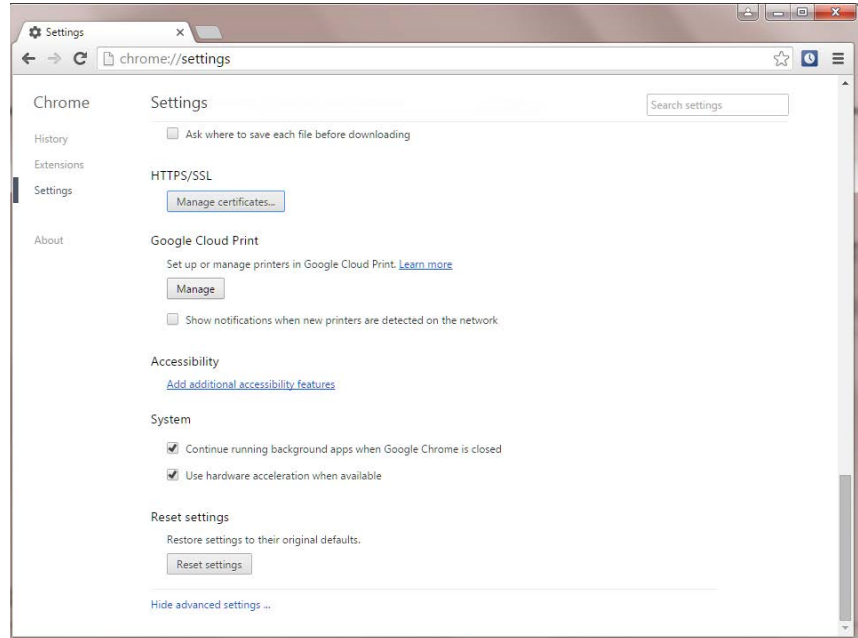 Settings
chrome://settings
Chrome
Settings
Search settings
History
Extensions
Settings
About
Ask where to save each file before downloading
HTTPS/SSL
Manage certificates...
Google Cloud Print
Set up or manage printers in Google Cloud Print. Learn more
Manage
Show notifications when new printers are detected on the network
Accessibility
Add additional accessibility features
System
Continue running background apps when Google Chrome is closed
Use hardware acceleration when available
Reset settings
Restore settings to their original defaults.
Reset settings
Hide advanced settings ...